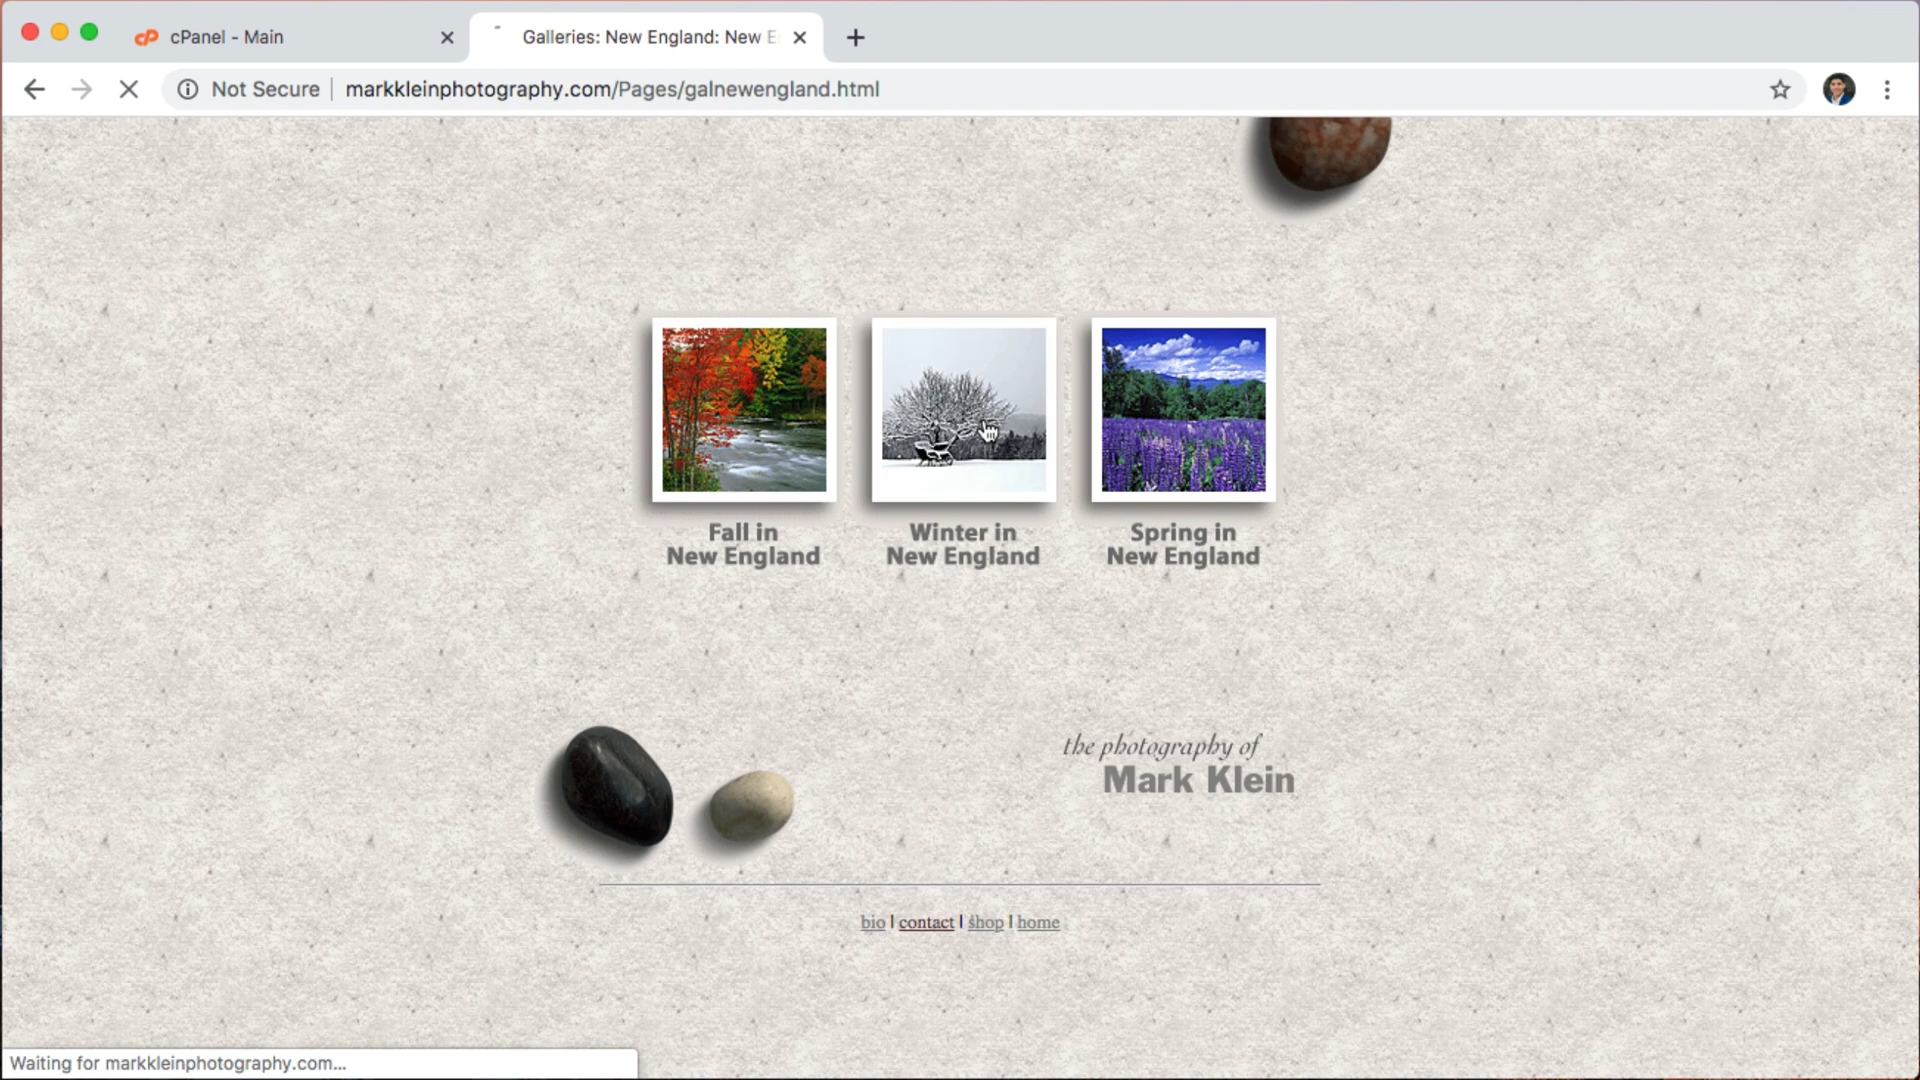 cPanel - Main
Galleries: New England: New E
Not Secure
markkleinphotography.com/Pages/galnewengland.html
Fall in
New England
Winter in
New England
Spring in
New England
the photography of
Mark Klein
bio | contact | shop | home
Waiting for markkleinphotography.com...